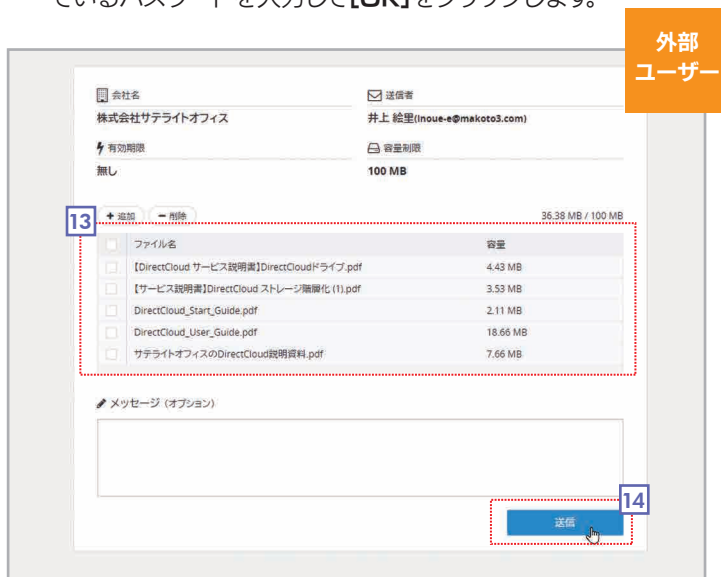 ているパスワード*を入力して[OK]をクリックします。
外部
ユーザー
会社名 送信者
株式会社サテライトオフィス 井上 絵里(Inoue-e@makoto3.com)
有効期限 容量制限
無し 100 MB
13 + 追加 − 削除 36.38 MB / 100 MB
ファイル名 容量
【DirectCloud サービス説明書】DirectCloudドライブ.pdf 4.43 MB
【サービス説明書】DirectCloud ストレージ階層化 (1).pdf 3.53 MB
DirectCloud_Start_Guide.pdf 2.11 MB
DirectCloud_User_Guide.pdf 18.66 MB
サテライトオフィスのDirectCloud説明資料.pdf 7.66 MB
メッセージ (オプション)
14
送信